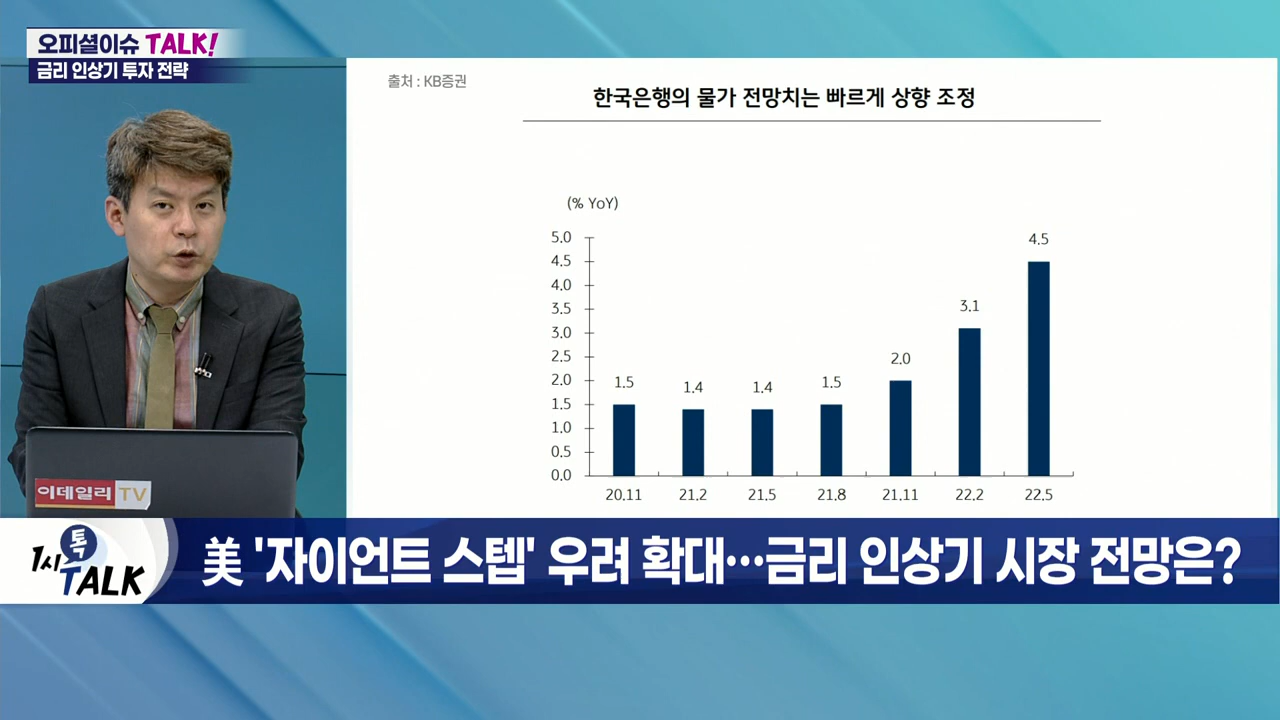 오피셜이슈 TALK!
금리 인상기 투자 전략
출처 : KB증권
한국은행의 물가 전망치는 빠르게 상향 조정
(% YoY)
5.0
4.5
4.0
3.5
3.0
2.5
2.0
1.5
1.0
0.5
0.0
1.5
1.4
1.4
1.5
2.0
3.1
4.5
20.11
21.2
21.5
21.8
21.11
22.2
22.5
이데일리 TV
1시 톡
TALK
美 '자이언트 스텝' 우려 확대…금리 인상기 시장 전망은?